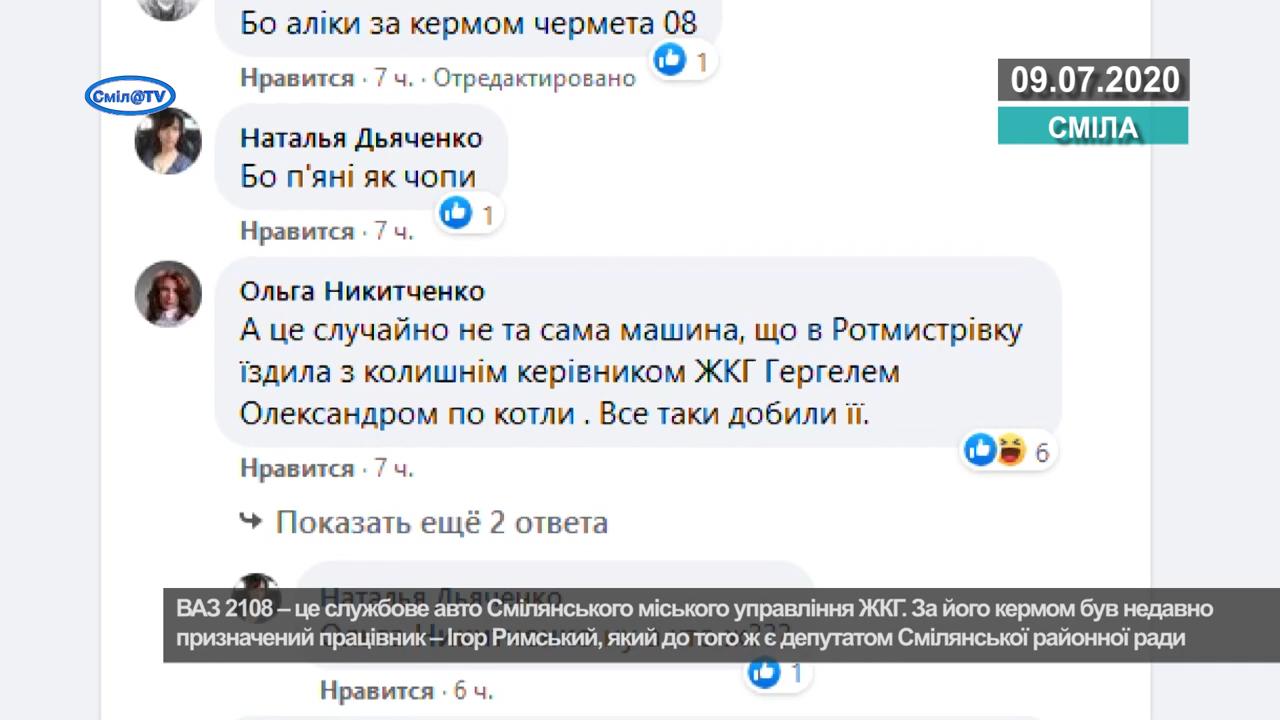 Бо аліки за кермом чермета 08
1
Нравится · 7 ч. · Отредактировано
Сміл@TV
09.07.2020
СМІЛА
Наталья Дьяченко
Бо п'яні як чопи
1
Нравится · 7 ч.
Ольга Никитченко
А це случайно не та сама машина, що в Ротмистрівку
їздила з колишнім керівником ЖКГ Гергелем
Олександром по котли . Все таки добили її.
6
Нравится · 7 ч.
Показать ещё 2 ответа
Наталья Дьяченко
ВАЗ 2108 – це службове авто Смілянського міського управління ЖКГ. За його кермом був недавно
призначений працівник – Ігор Римський, який до того ж є депутатом Смілянської районної ради
1
Нравится · 6 ч.